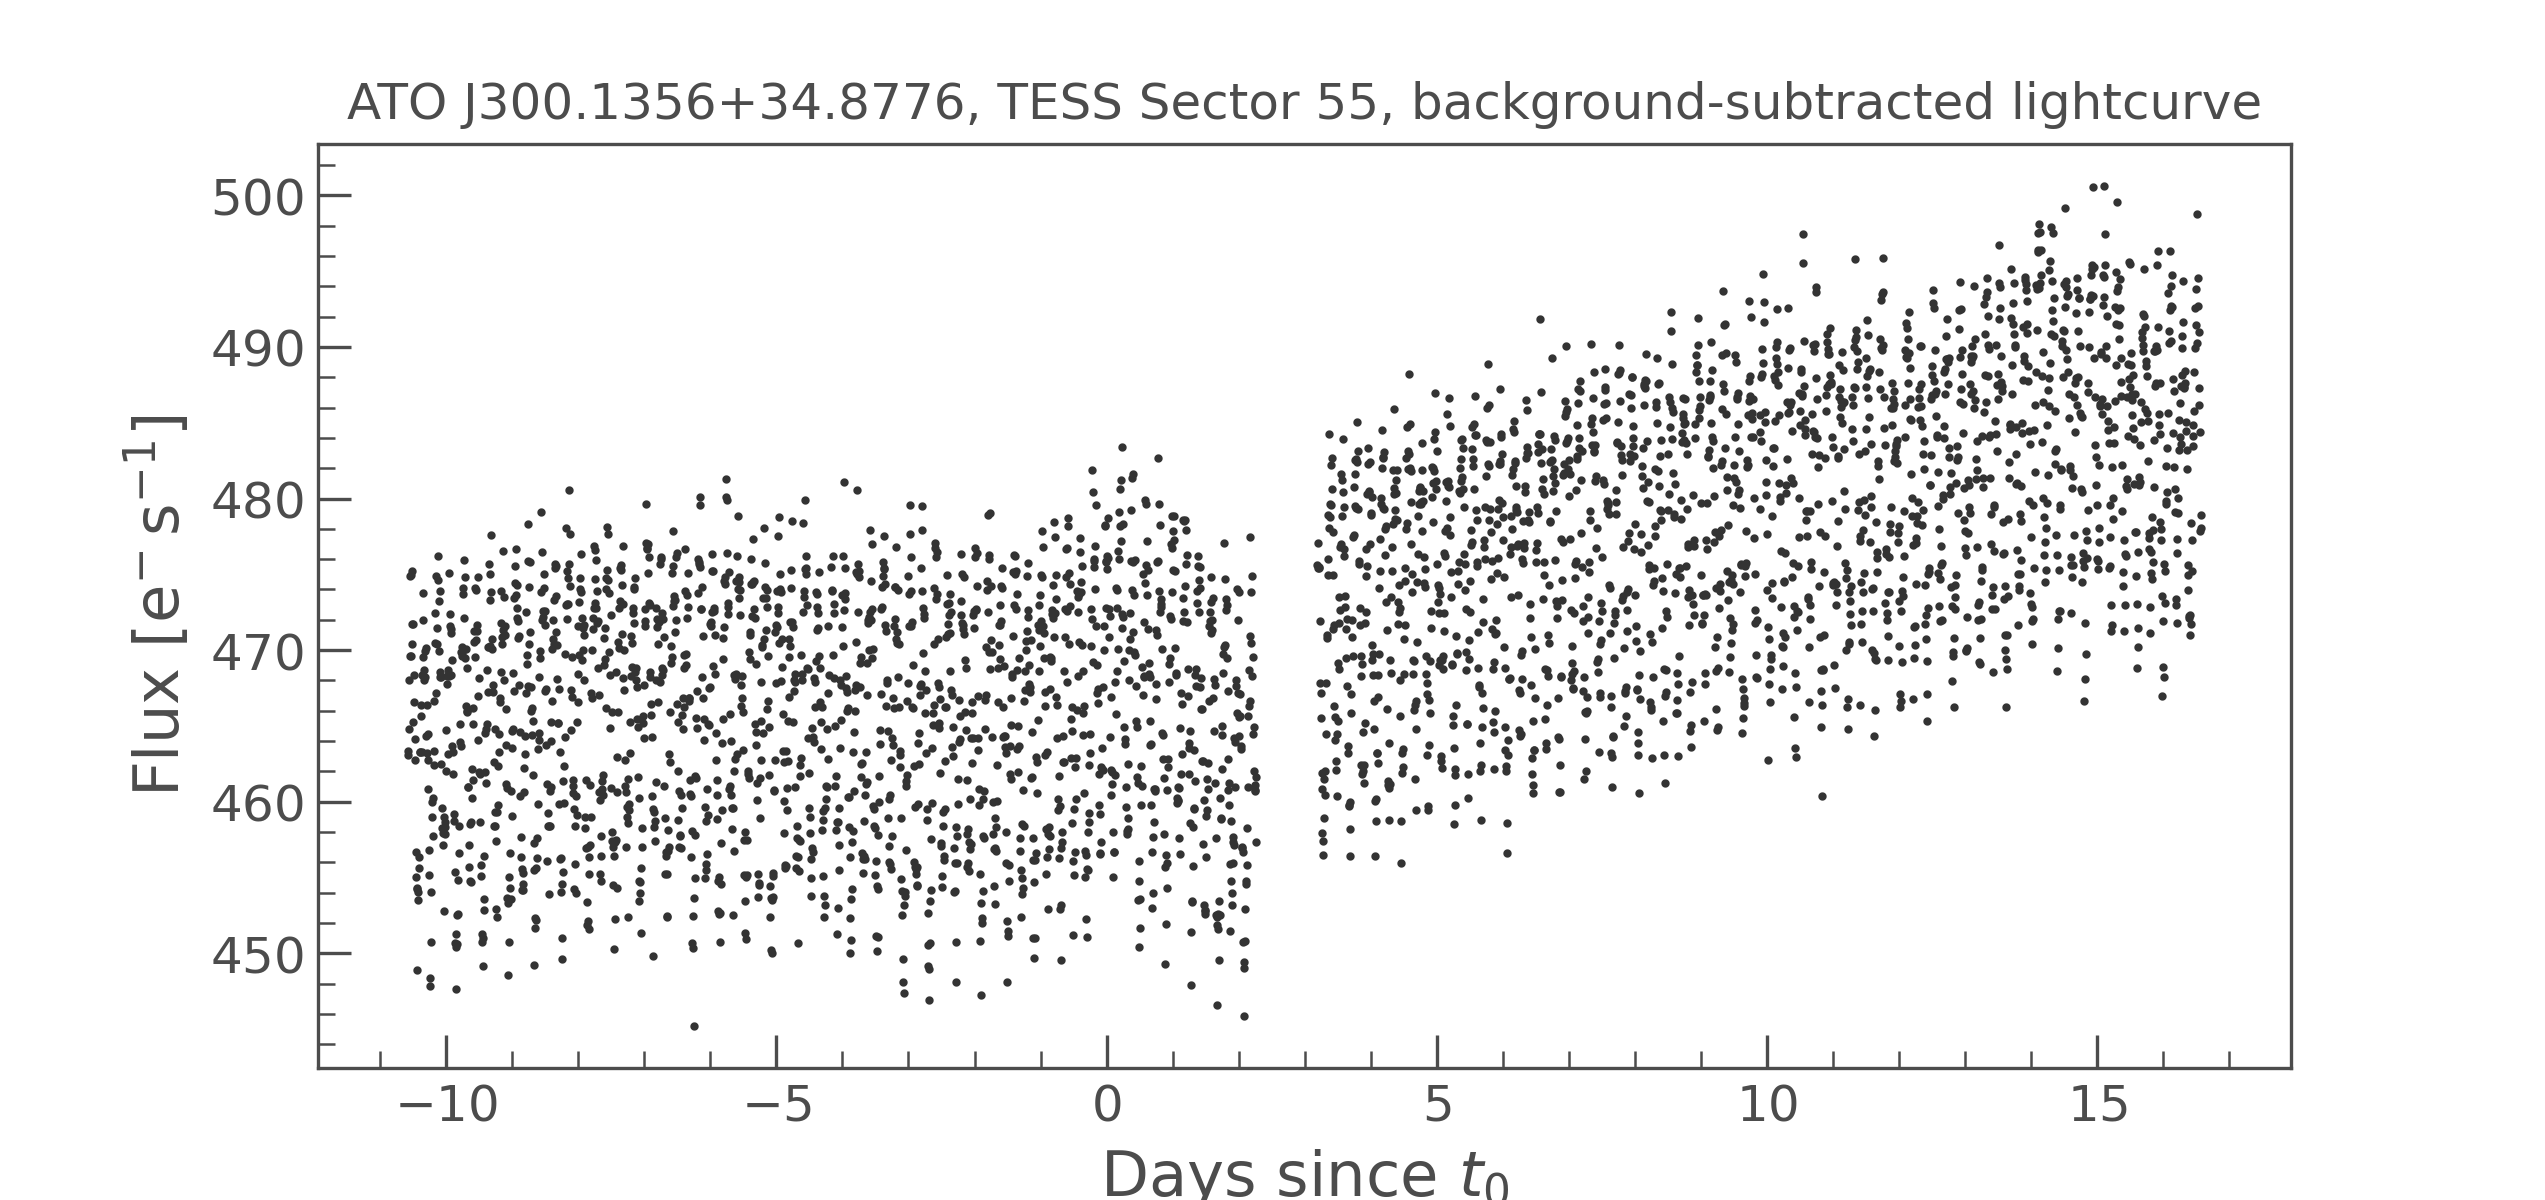 ATO J300.1356+34.8776, TESS Sector 55, background-subtracted lightcurve
500
490
480
470
460
450
Flux [e⁻ s⁻¹]
−10 −5 0 5 10 15
Days since t₀